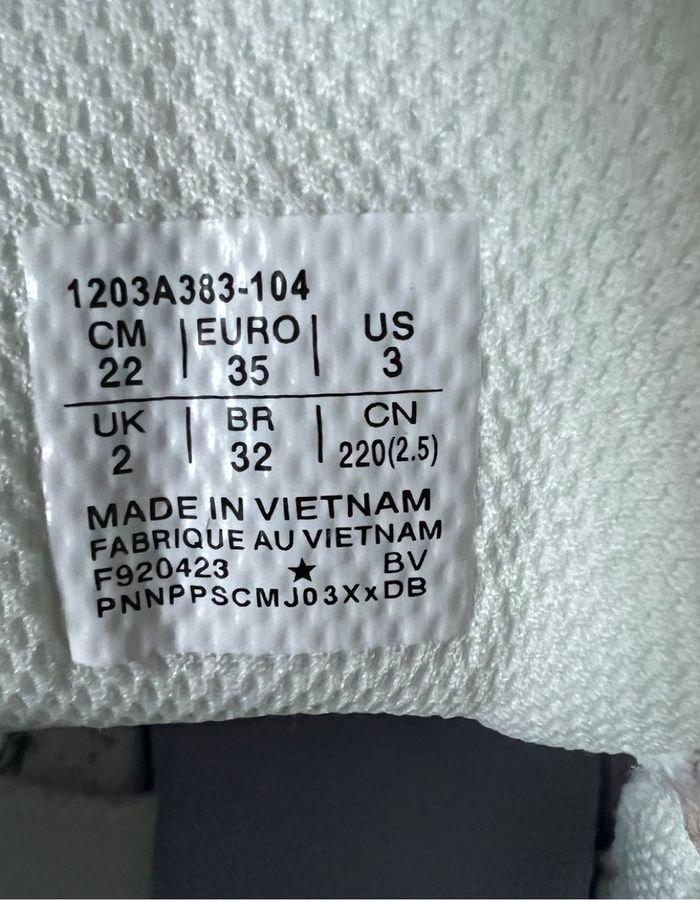 1203A383-104
CM | EURO | US
22 35 3
UK | BR | CN
2 32 220(2.5)
MADE IN VIETNAM
FABRIQUE AU VIETNAM
F920423 ★ BV
PNNPPSCMJ03XxDB